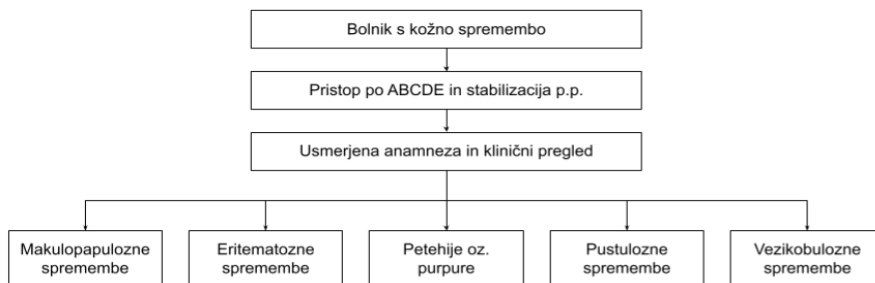 Bolnik s kožno spremembo
Pristop po ABCDE in stabilizacija p.p.
Usmerjena anamneza in klinični pregled
Makulopapulozne
spremembe
Eritematozne
spremembe
Petehije oz.
purpure
Pustulozne
spremembe
Vezikobulozne
spremembe